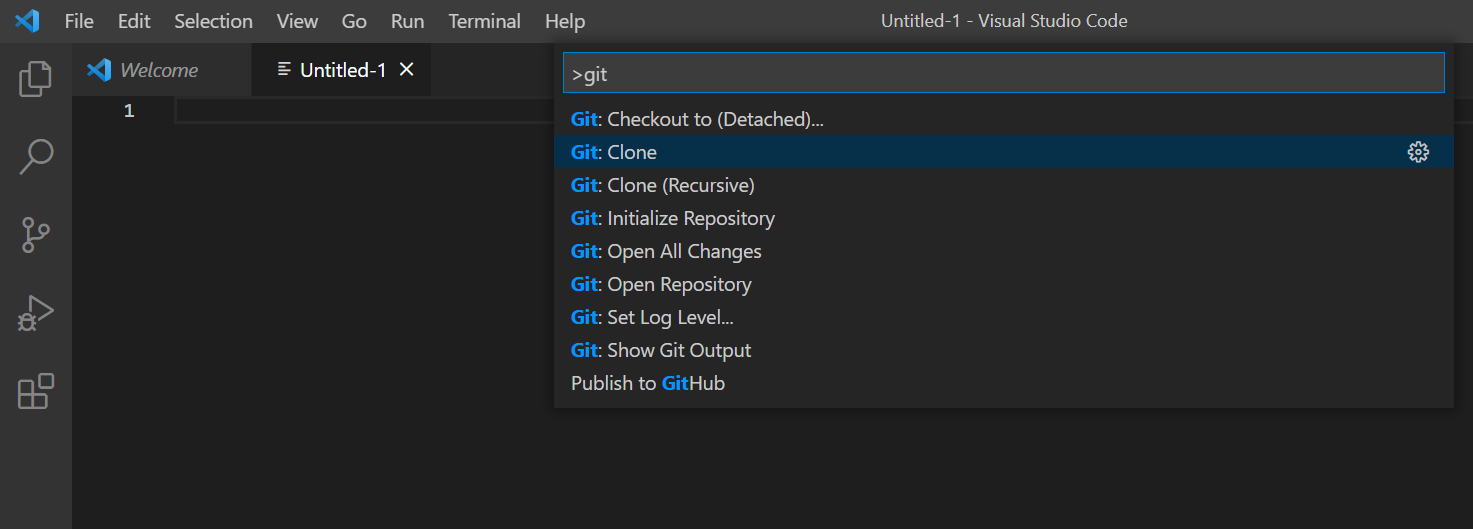 File Edit Selection View Go Run Terminal Help Untitled-1 - Visual Studio Code
Welcome Untitled-1
>git
1
Git: Checkout to (Detached)...
Git: Clone
Git: Clone (Recursive)
Git: Initialize Repository
Git: Open All Changes
Git: Open Repository
Git: Set Log Level...
Git: Show Git Output
Publish to GitHub